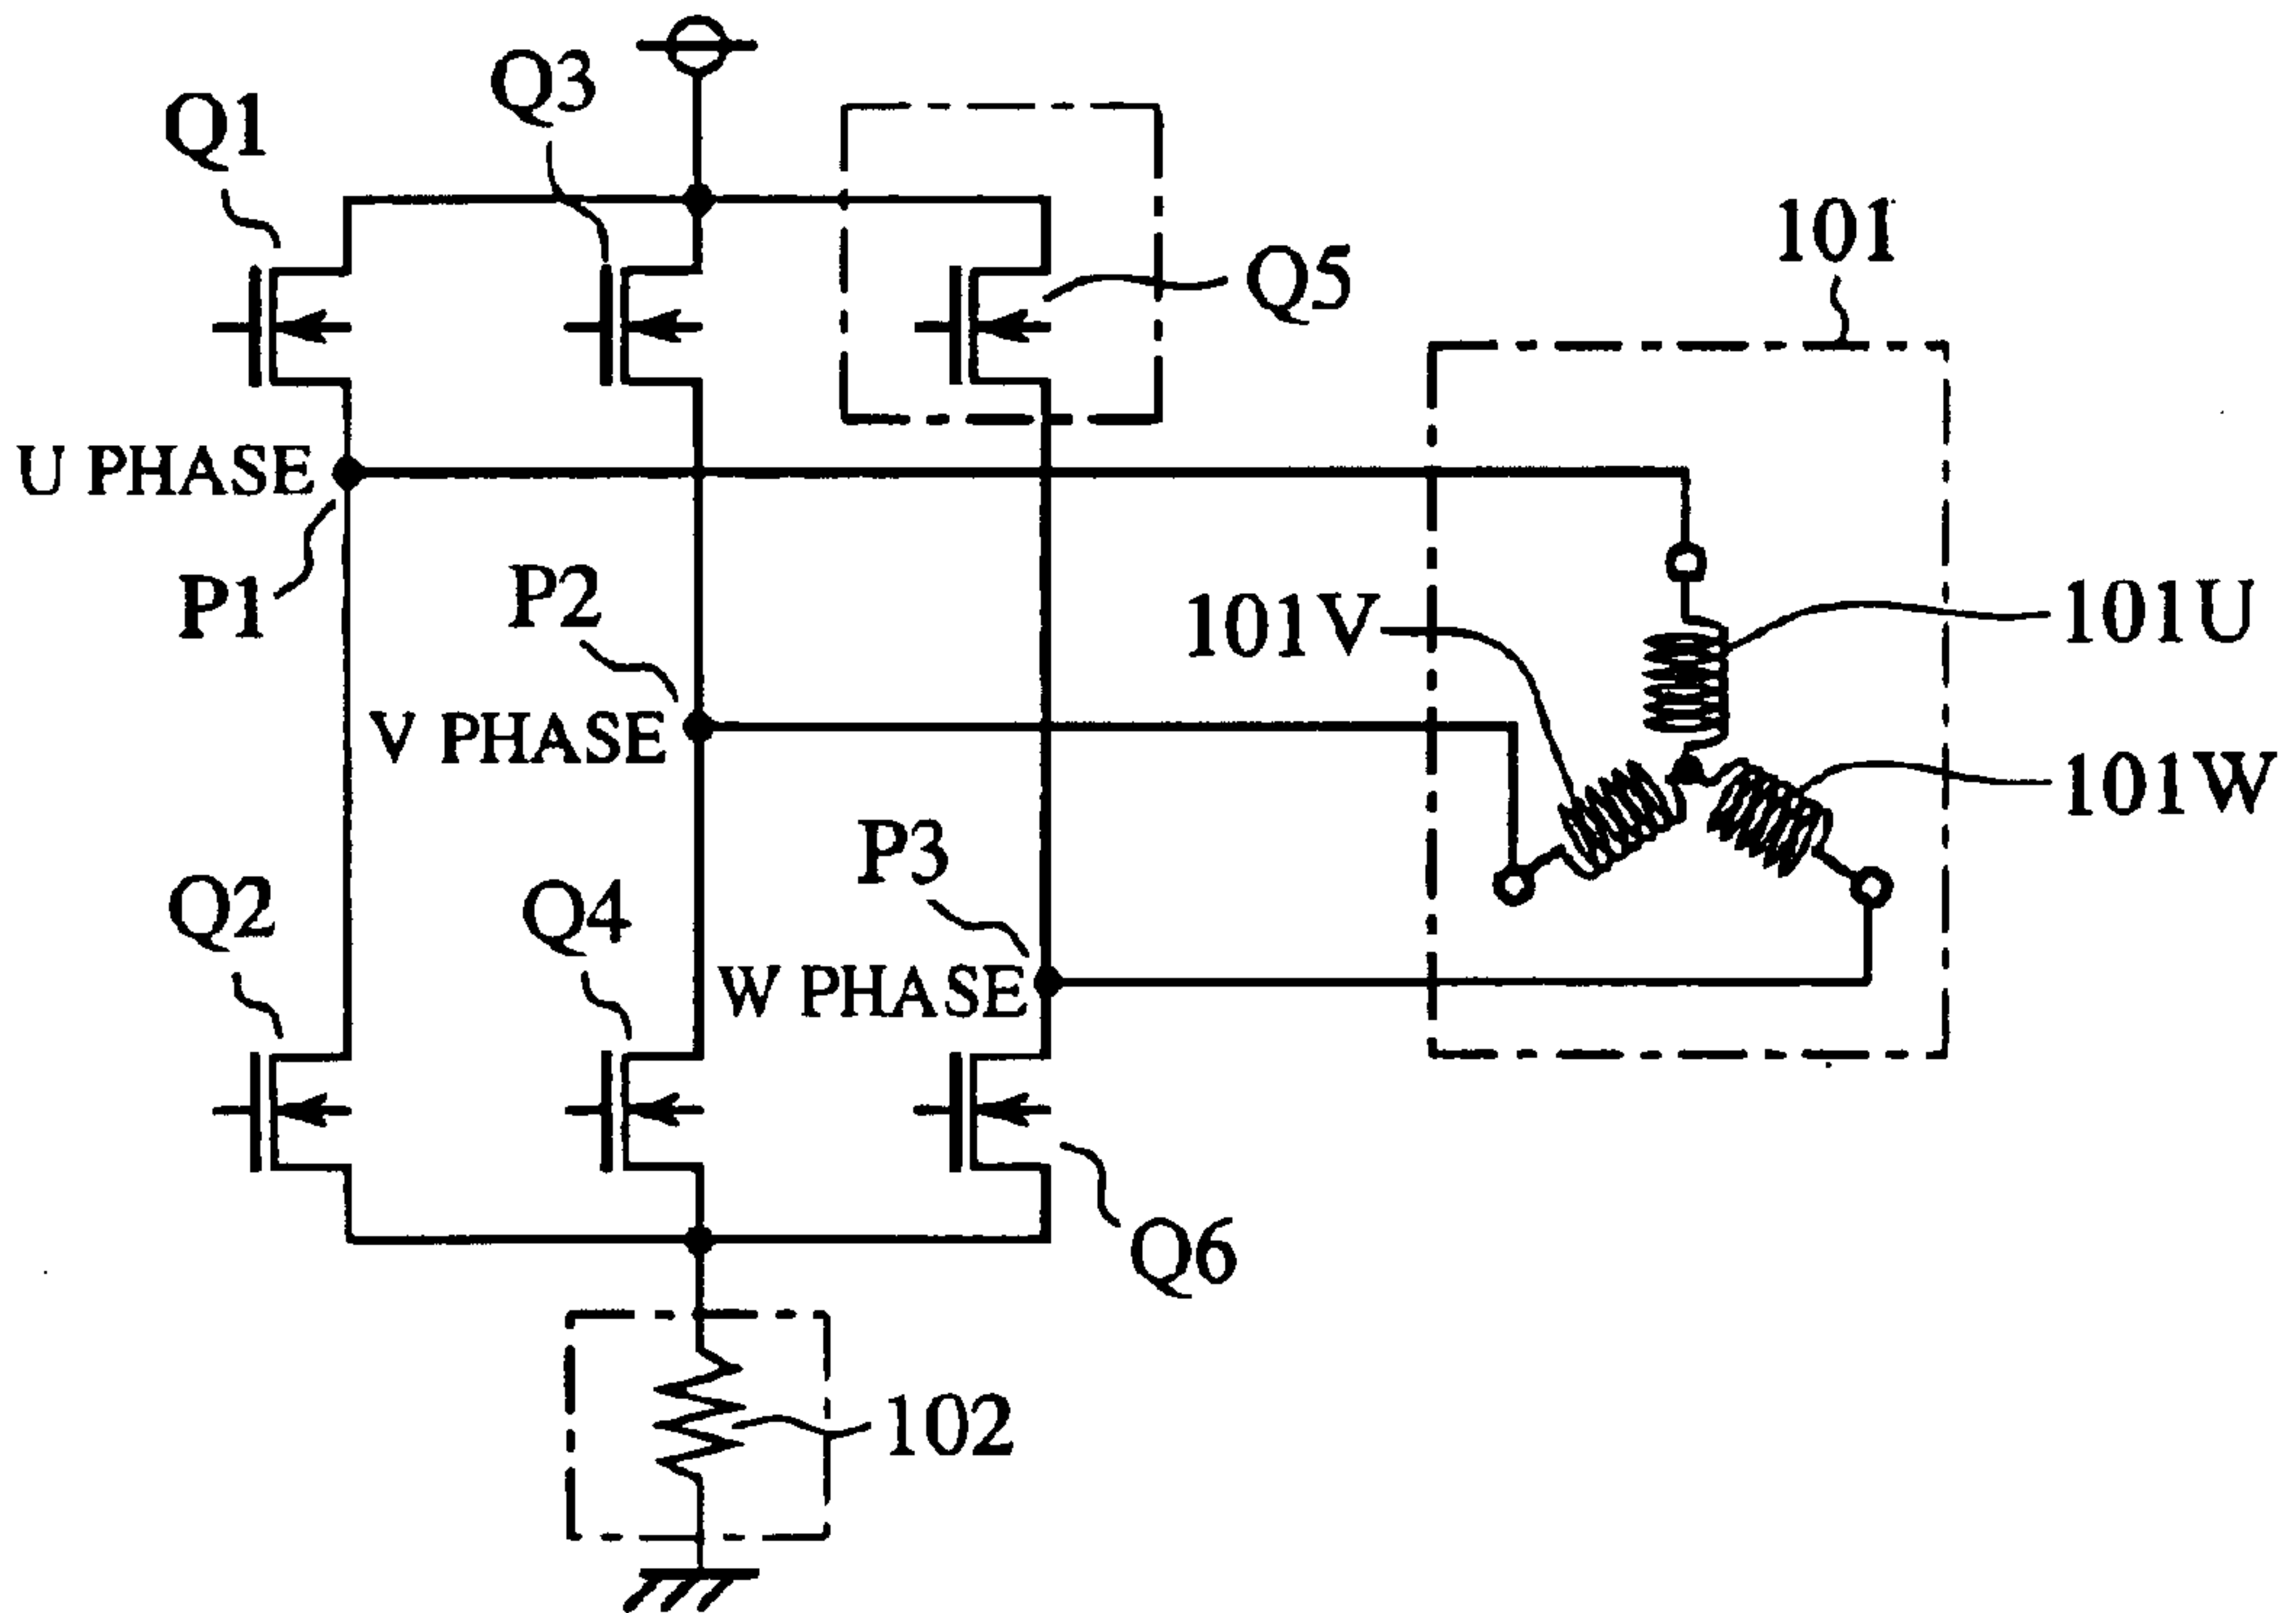 Q3
Q1
101
Q5
U PHASE
P1
P2
101V
101U
V PHASE
101W
P3
Q2
Q4
W PHASE
Q6
102